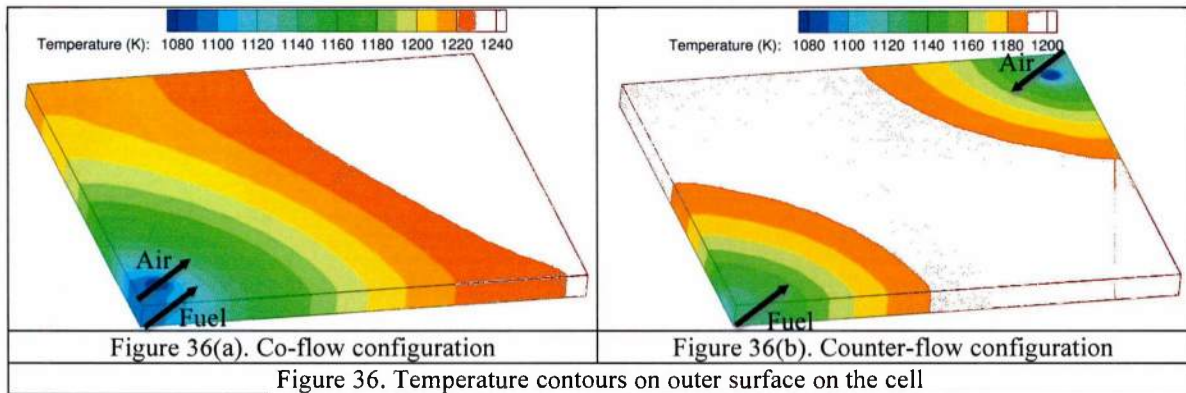 Temperature (K): 1080 1100 1120 1140 1160 1180 1200 1220 1240
Air
Fuel
Figure 36(a). Co-flow configuration
Temperature (K): 1080 1100 1120 1140 1160 1180 1200
Air
Fuel
Figure 36(b). Counter-flow configuration
Figure 36. Temperature contours on outer surface on the cell